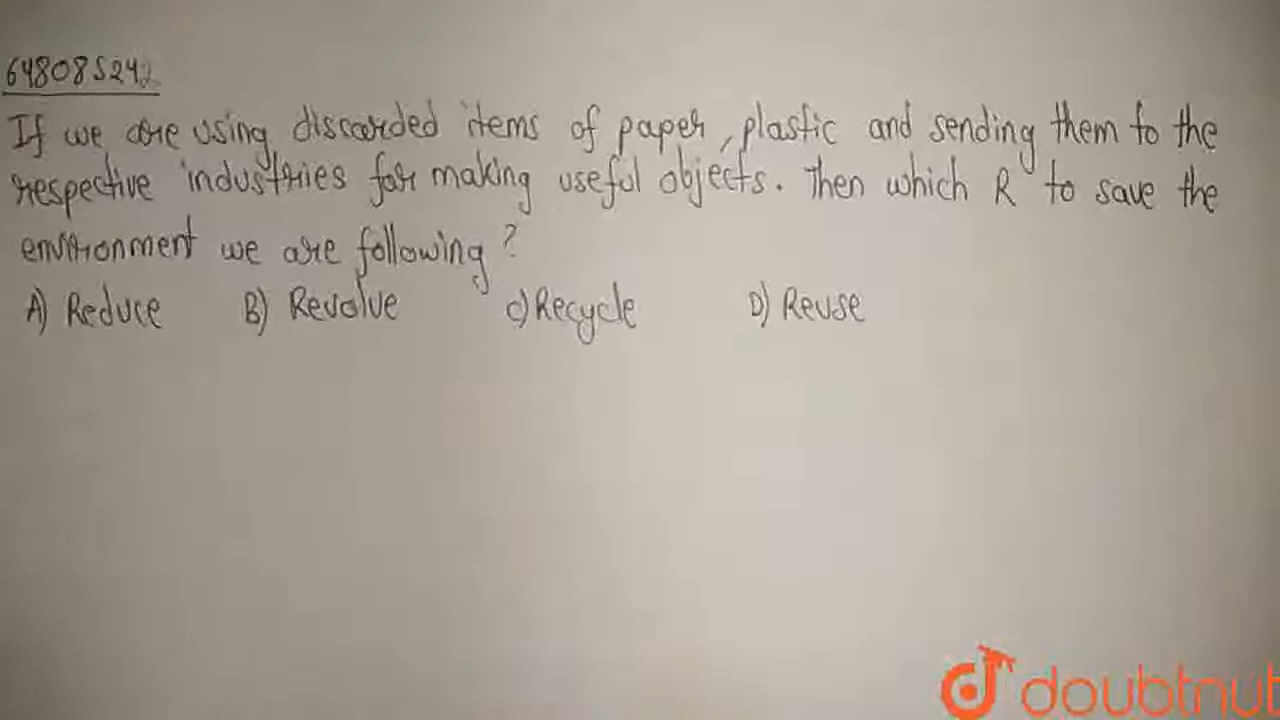 648085242
If we are using discarded items of paper, plastic and sending them to the
respective industries for making useful objects. Then which R to save the
environment we are following?
A) Reduce B) Revolve C) Recycle D) Reuse
doubtnut